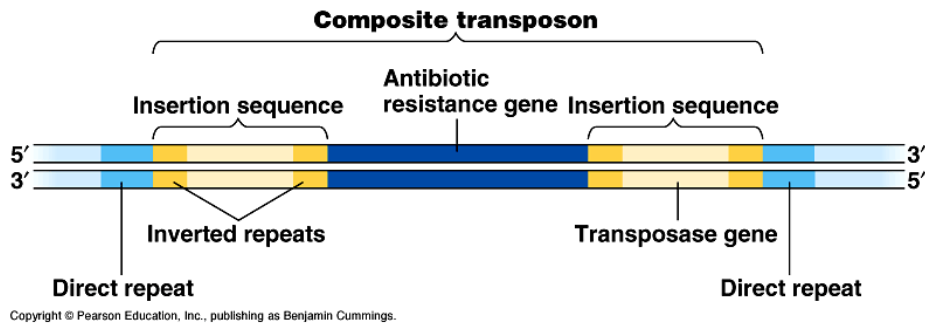 Composite transposon
Antibiotic
resistance gene
Insertion sequence
Insertion sequence
5′
3′
3′
5′
Inverted repeats
Transposase gene
Direct repeat
Direct repeat
Copyright © Pearson Education, Inc., publishing as Benjamin Cummings.